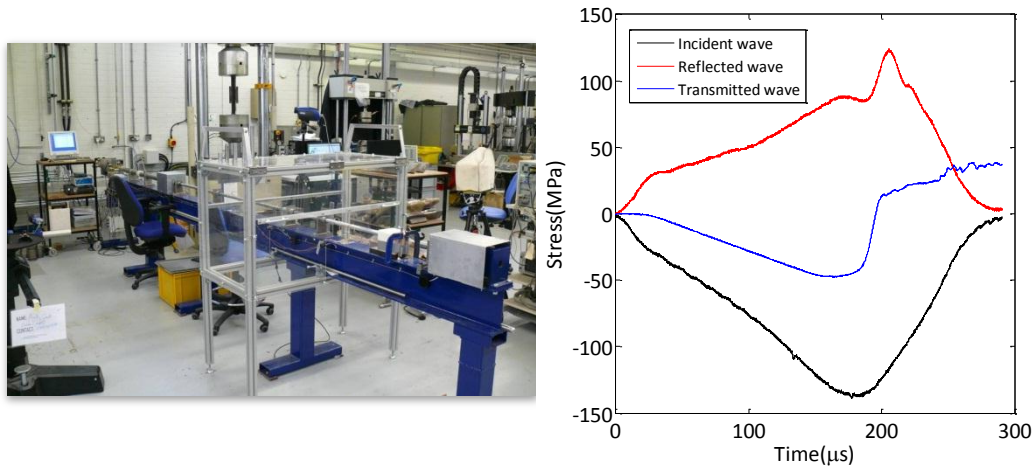 150
100
50
0
-50
-100
-150
Stress(MPa)
Incident wave
Reflected wave
Transmitted wave
0
100
200
300
Time(μs)